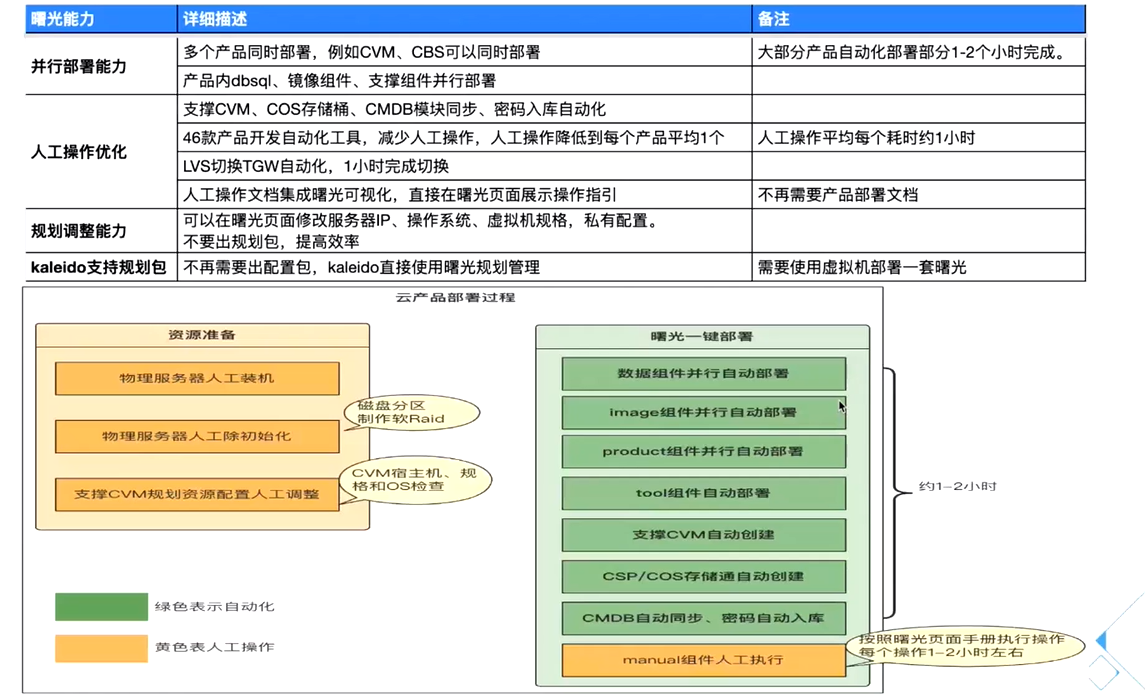 曙光能力 详细描述 备注
并行部署能力
多个产品同时部署，例如CVM、CBS可以同时部署 大部分产品自动化部署部分1-2个小时完成。
产品内dbsql、镜像组件、支撑组件并行部署
人工操作优化
支撑CVM、COS存储桶、CMDB模块同步、密码入库自动化
46款产品开发自动化工具，减少人工操作，人工操作降低到每个产品平均1个 人工操作平均每个耗时约1小时
LVS切换TGW自动化，1小时完成切换
人工操作文档集成曙光可视化，直接在曙光页面展示操作指引 不再需要产品部署文档
规划调整能力
可以在曙光页面修改服务器IP、操作系统、虚拟机规格，私有配置。
不要出规划包，提高效率
kaleido支持规划包 不再需要出配置包，kaleido直接使用曙光规划管理 需要使用虚拟机部署一套曙光
云产品部署过程
资源准备
物理服务器人工装机
磁盘分区
制作软Raid
物理服务器人工除初始化
CVM宿主机、规
格和OS检查
支撑CVM规划资源配置人工调整
绿色表示自动化
黄色表人工操作
曙光一键部署
数据组件并行自动部署
image组件并行自动部署
product组件并行自动部署
tool组件自动部署
支撑CVM自动创建
CSP/COS存储通自动创建
CMDB自动同步、密码自动入库
manual组件人工执行
约1-2小时
按照曙光页面手册执行操作
每个操作1-2小时左右